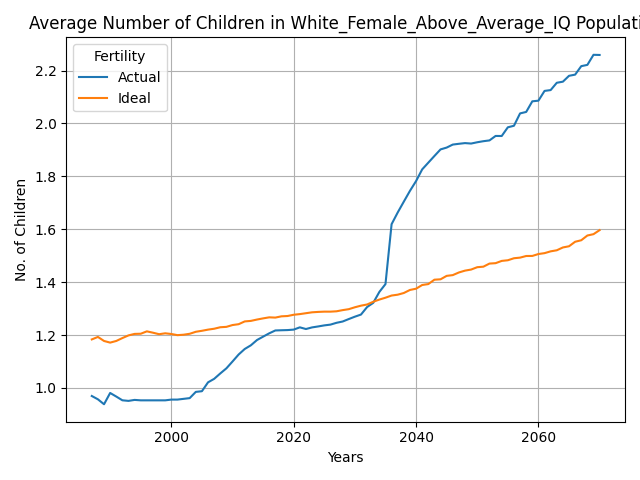 Average Number of Children in White_Female_Above_Average_IQ Populati
Fertility
Actual
Ideal
2.2
2.0
1.8
1.6
1.4
1.2
1.0
No. of Children
2000
2020
2040
2060
Years